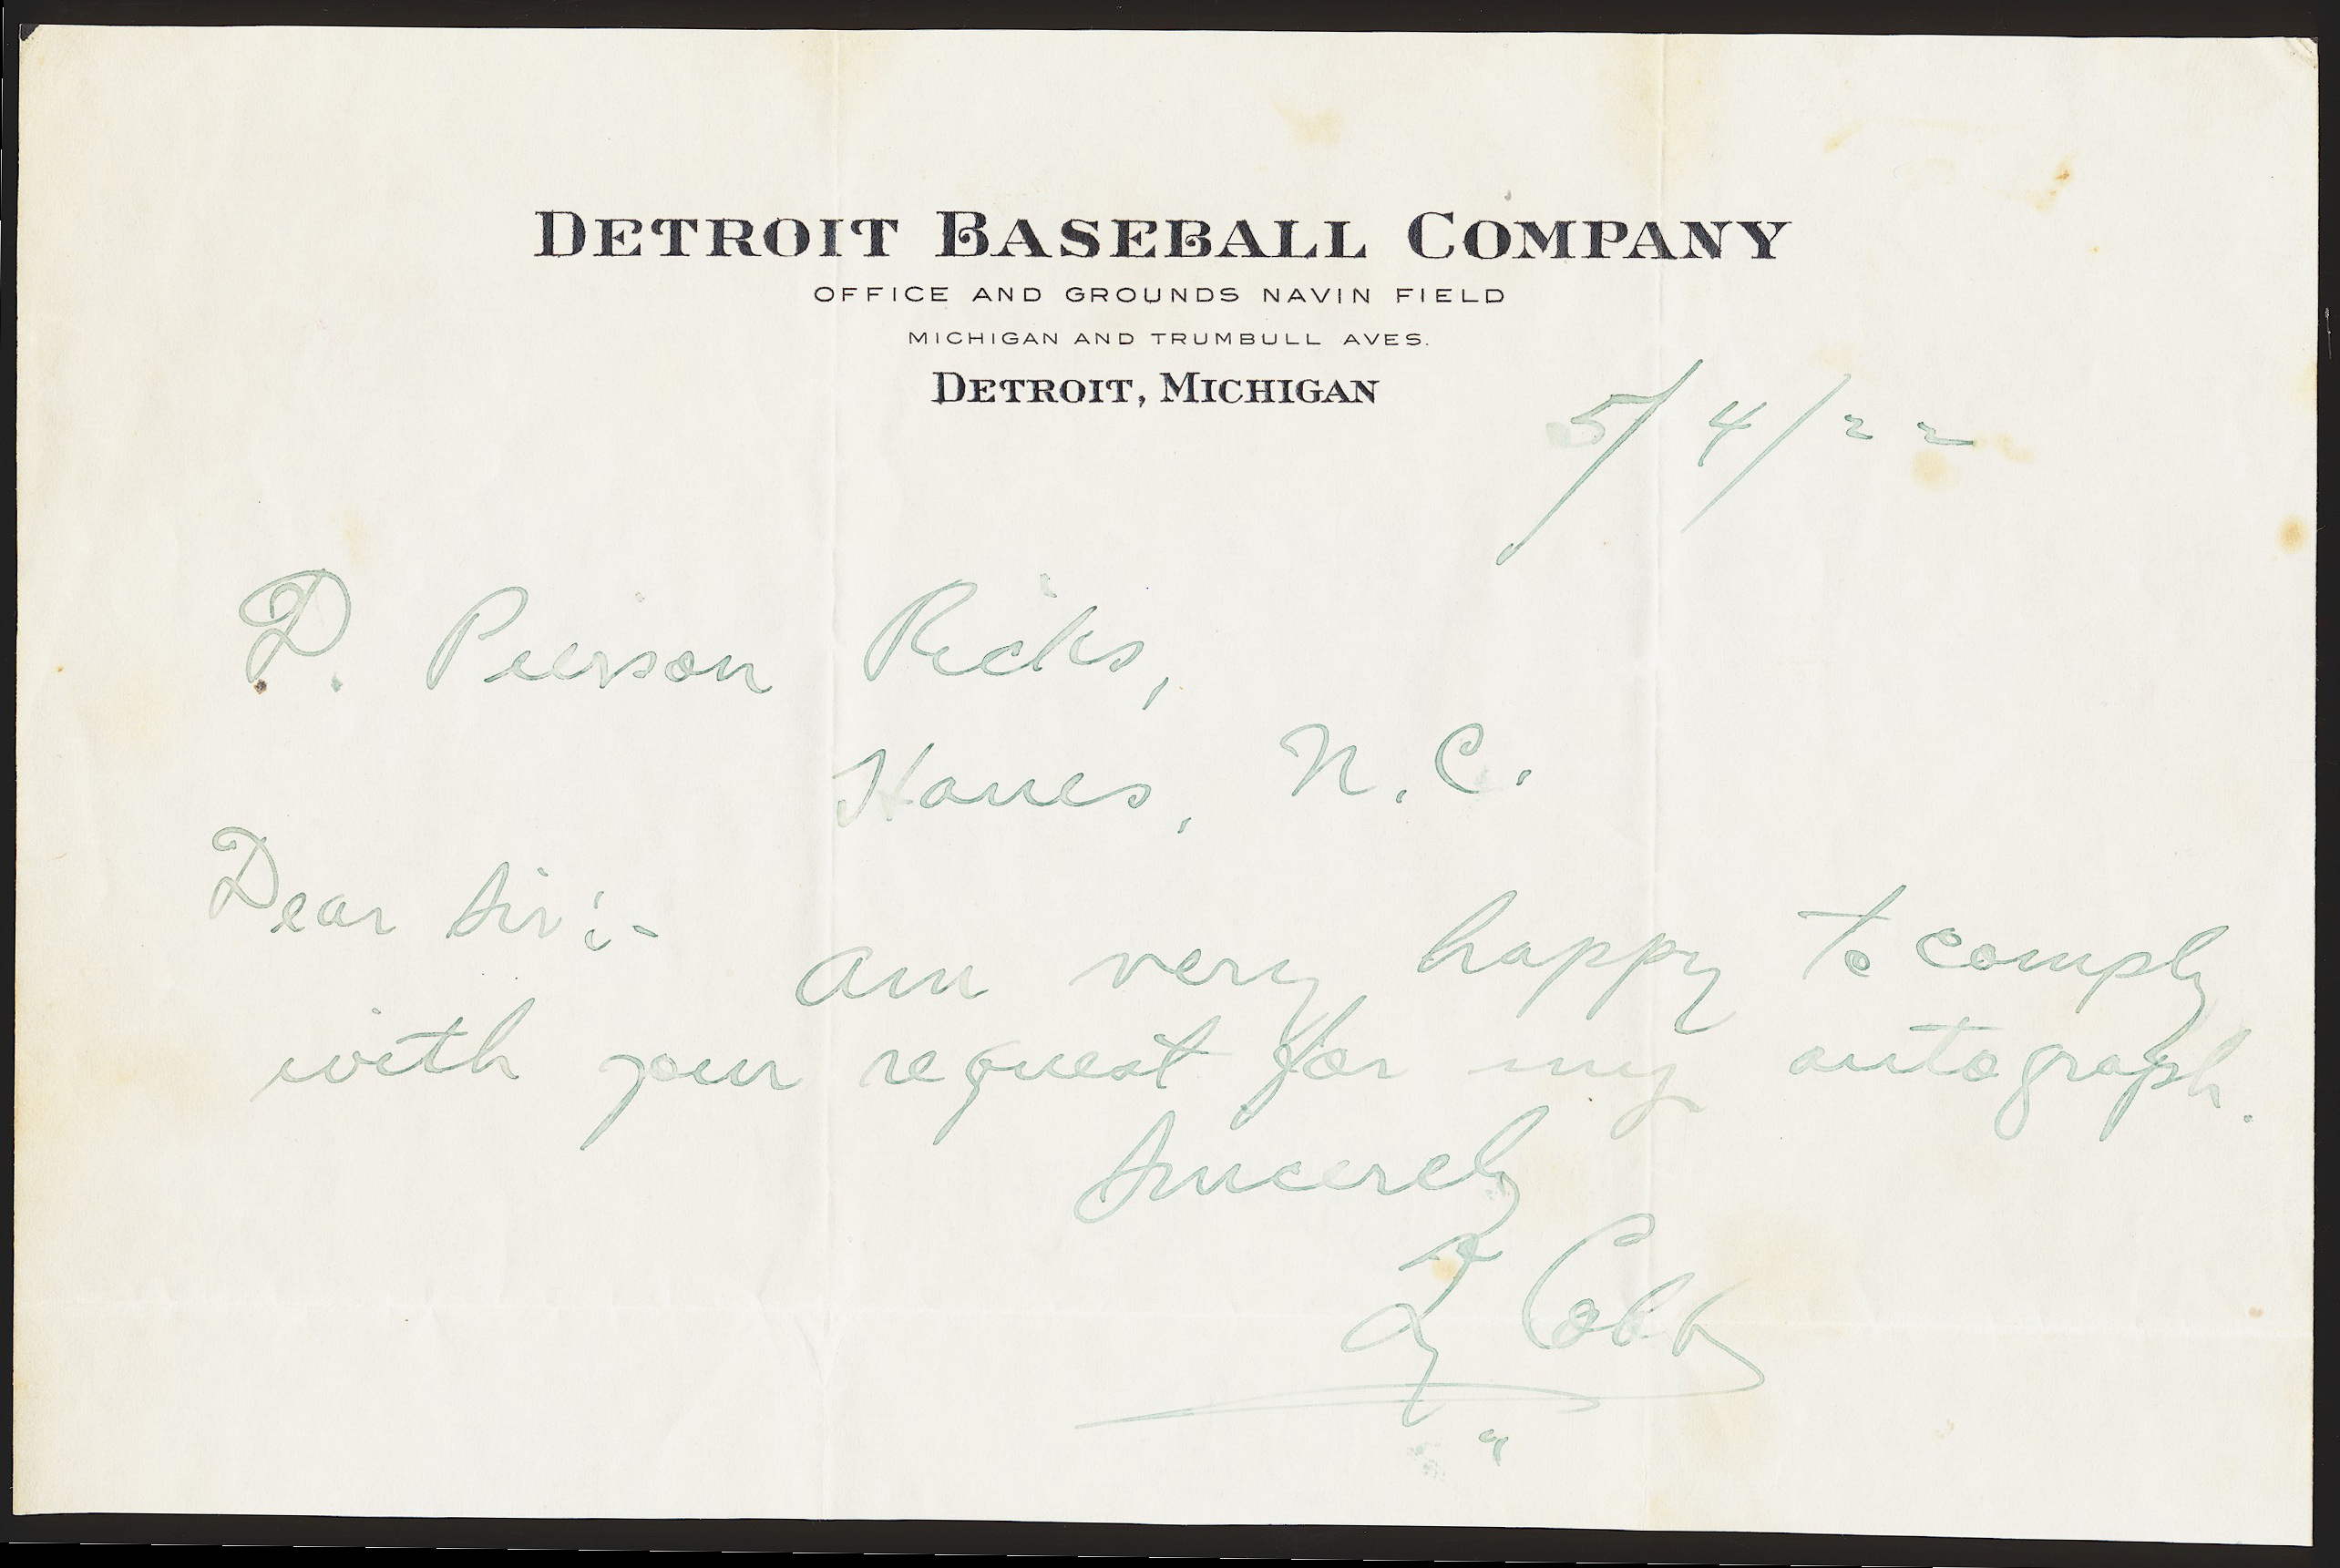 DETROIT BASEBALL COMPANY
OFFICE AND GROUNDS NAVIN FIELD
MICHIGAN AND TRUMBULL AVES.
DETROIT, MICHIGAN
5/4/22
D. Peirson Ricks,
Hanes, N.C.
Dear Sir:-
am very happy to comply
with your request for my autograph.
Sincerely
Ty Cobb